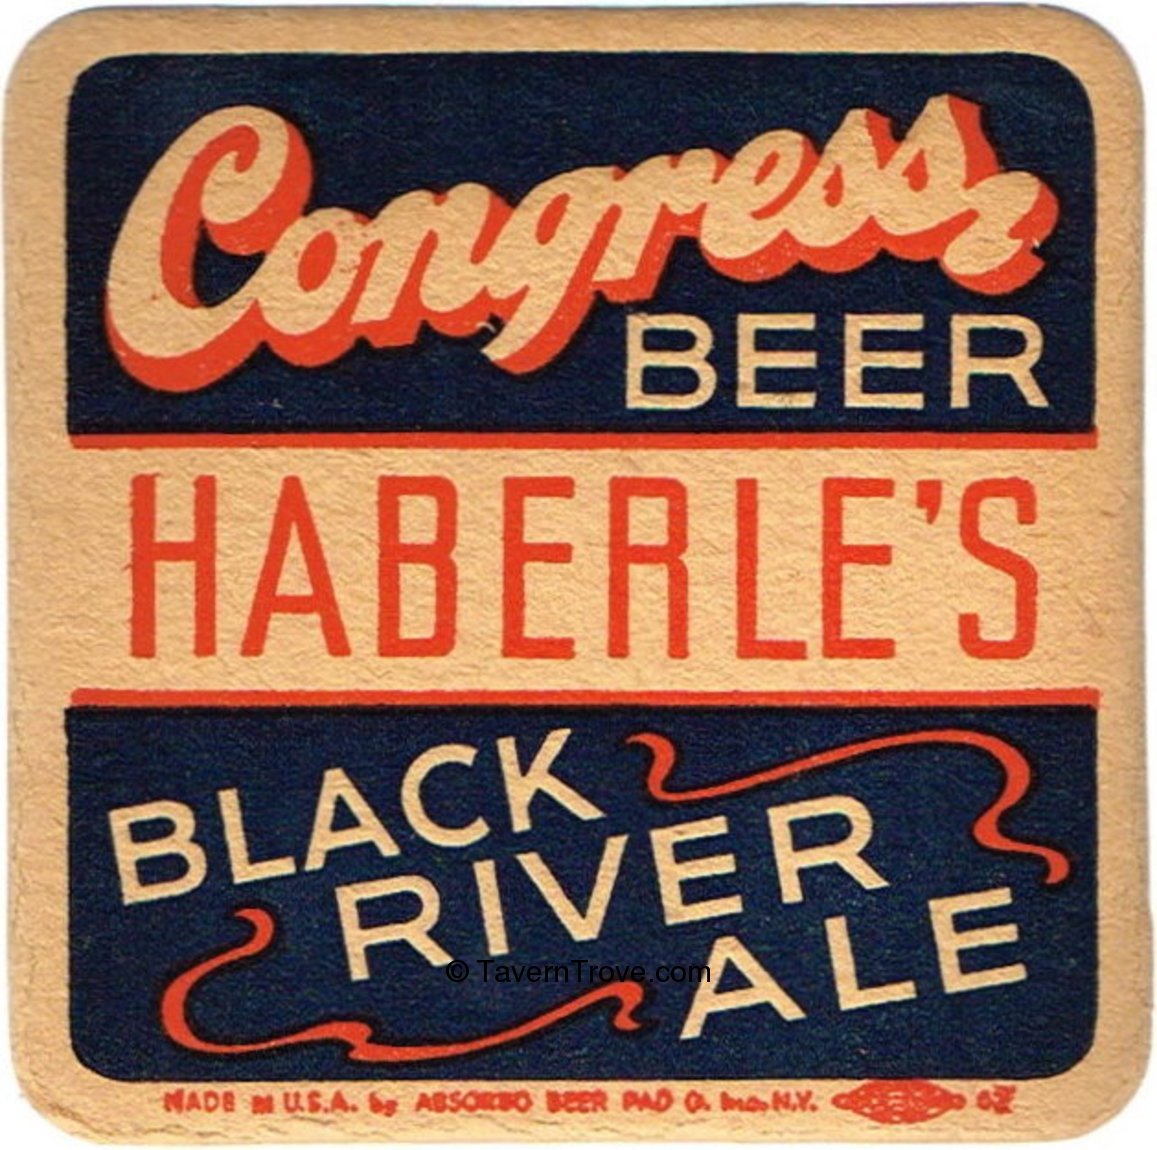 Congress
BEER
HABERLE'S
BLACK
RIVER
ALE
© TavernTrove.com
MADE IN U.S.A. by ABSORBO BEER PAD Co. Inc., N.Y.